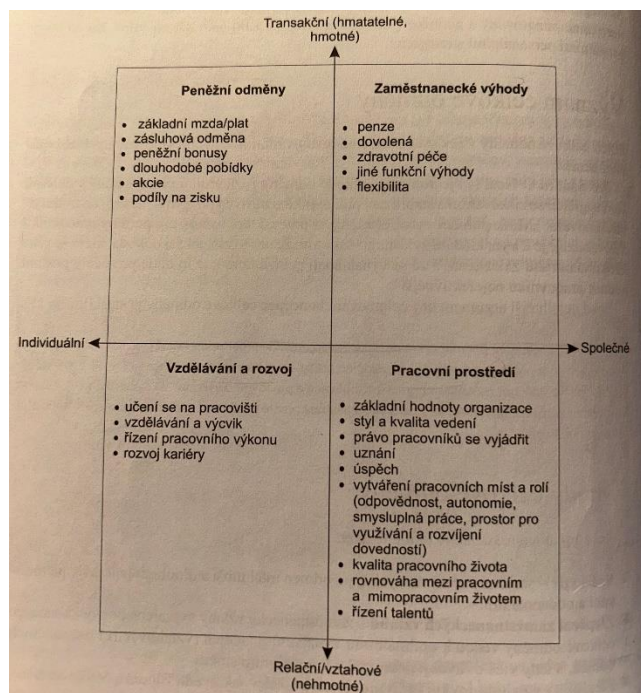 Transakční (hmatatelné,
hmotné)
Peněžní odměny
• základní mzda/plat
• zásluhová odměna
• peněžní bonusy
• dlouhodobé pobídky
• akcie
• podíly na zisku
Zaměstnanecké výhody
• penze
• dovolená
• zdravotní péče
• jiné funkční výhody
• flexibilita
Individuální
Společné
Vzdělávání a rozvoj
• učení se na pracovišti
• vzdělávání a výcvik
• řízení pracovního výkonu
• rozvoj kariéry
Pracovní prostředí
• základní hodnoty organizace
• styl a kvalita vedení
• právo pracovníků se vyjádřit
• uznání
• úspěch
• vytváření pracovních míst a rolí
(odpovědnost, autonomie,
smysluplná práce, prostor pro
využívání a rozvíjení
dovedností)
• kvalita pracovního života
• rovnováha mezi pracovním
a mimopracovním životem
• řízení talentů
Relační/vztahové
(nehmotné)